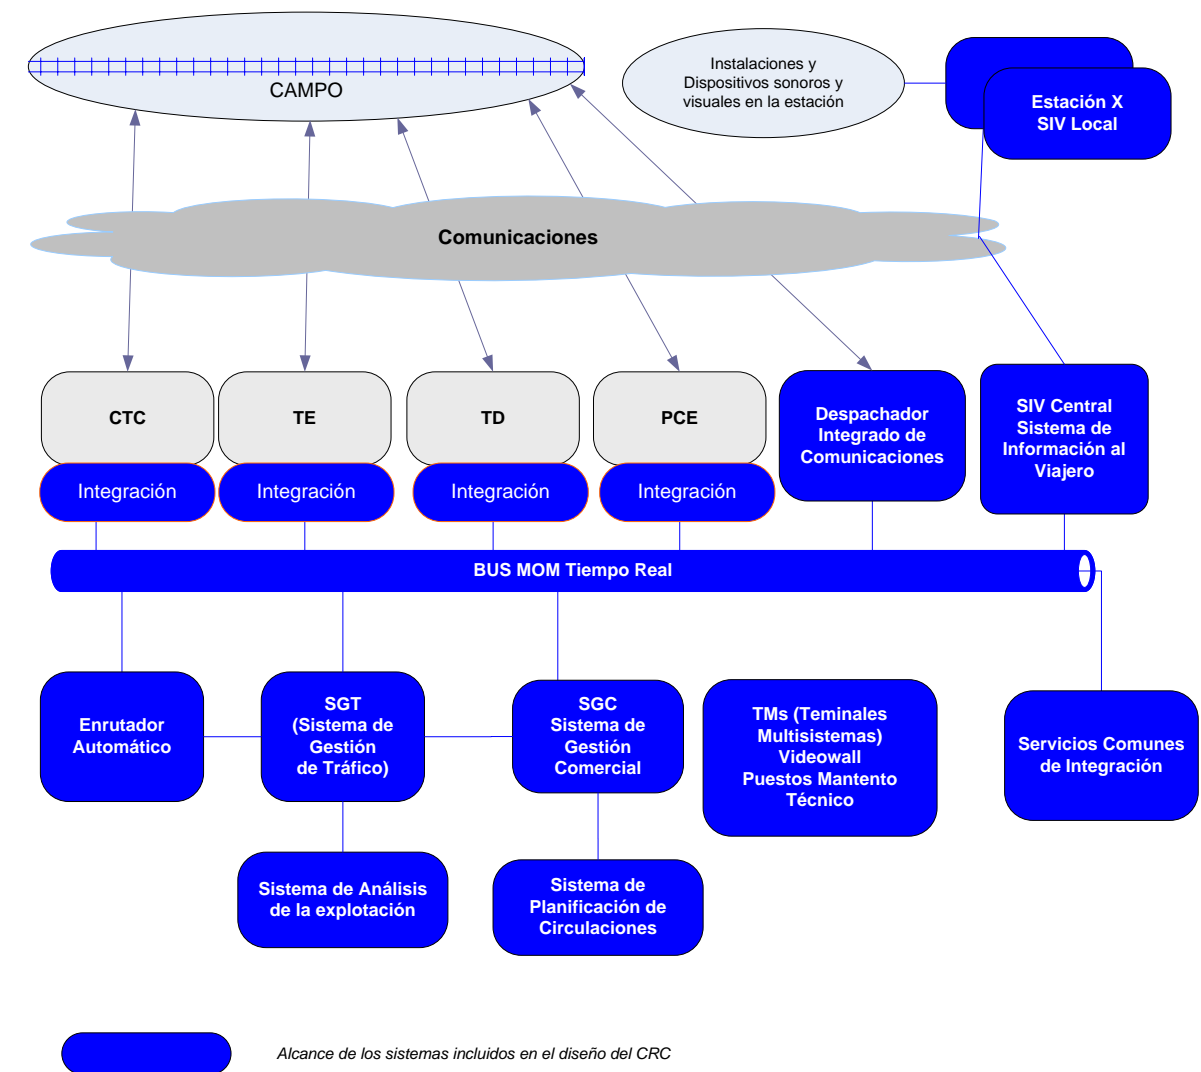 CAMPO
Instalaciones y
Dispositivos sonoros y
visuales en la estación
Estación X
SIV Local
Comunicaciones
CTC
TE
TD
PCE
Despachador
Integrado de
Comunicaciones
SIV Central
Sistema de
Información al
Viajero
Integración
Integración
Integración
Integración
BUS MOM Tiempo Real
Enrutador
Automático
SGT
(Sistema de
Gestión
de Tráfico)
SGC
Sistema de
Gestión
Comercial
TMs (Teminales
Multisistemas)
Videowall
Puestos Mantento
Técnico
Servicios Comunes
de Integración
Sistema de Análisis
de la explotación
Sistema de
Planificación de
Circulaciones
Alcance de los sistemas incluidos en el diseño del CRC